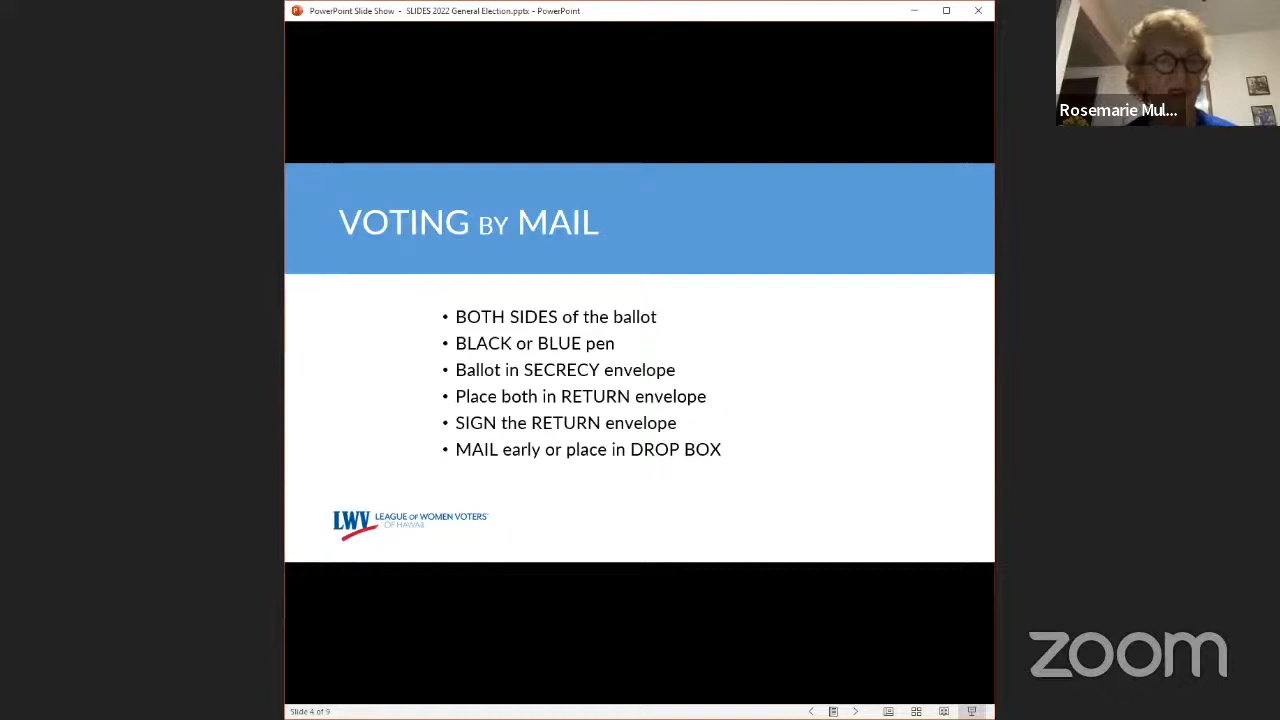 PowerPoint Slide Show - SLIDES 2022 General Election.pptx - PowerPoint
Rosemarie Mul...
VOTING BY MAIL
• BOTH SIDES of the ballot
• BLACK or BLUE pen
• Ballot in SECRECY envelope
• Place both in RETURN envelope
• SIGN the RETURN envelope
• MAIL early or place in DROP BOX
LWV LEAGUE OF WOMEN VOTERS®
OF HAWAII
zoom
Slide 4 of 9